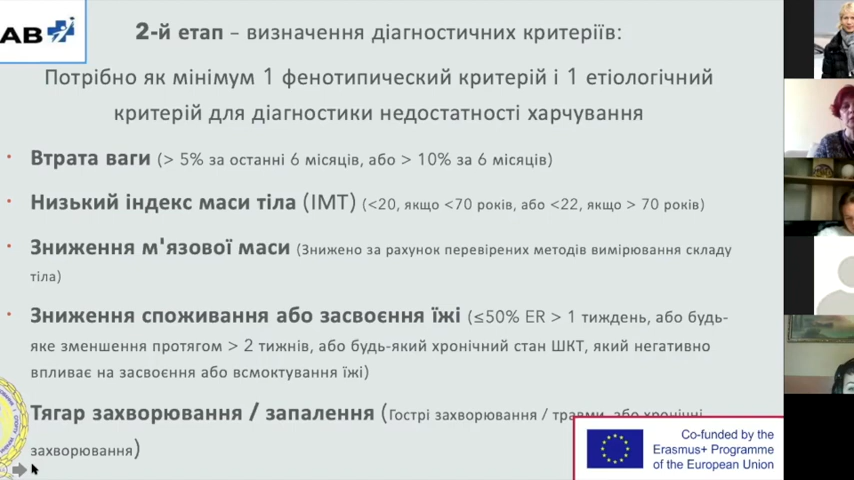 АВ
2-й етап – визначення діагностичних критеріїв:
Потрібно як мінімум 1 фенотипический критерій і 1 етіологічний
критерій для діагностики недостатності харчування
· Втрата ваги (> 5% за останні 6 місяців, або > 10% за 6 місяців)
· Низький індекс маси тіла (ІМТ) (<20, якщо <70 років, або <22, якщо > 70 років)
· Зниження м'язової маси (Знижено за рахунок перевірених методів вимірювання складу
тіла)
· Зниження споживання або засвоєння їжі (≤50% ER > 1 тиждень, або будь-
яке зменшення протягом > 2 тижнів, або будь-який хронічний стан ШКТ, який негативно
впливає на засвоєння або всмоктування їжі)
Тягар захворювання / запалення (Гострі захворювання / травми, або хронічні
захворювання)
Co-funded by the
Erasmus+ Programme
of the European Union